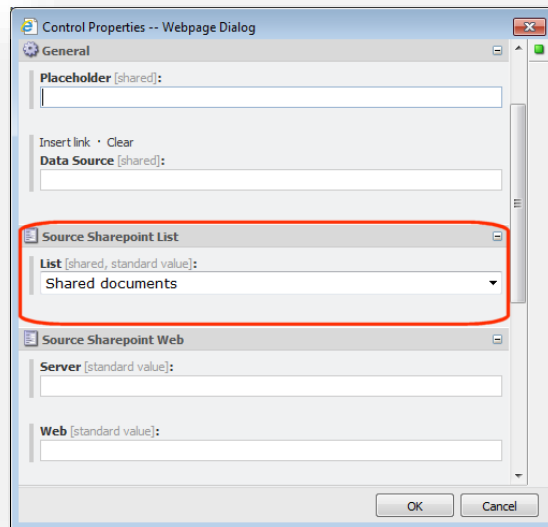 Control Properties -- Webpage Dialog
General
Placeholder [shared]:
Insert link · Clear
Data Source [shared]:
Source Sharepoint List
List [shared, standard value]:
Shared documents
Source Sharepoint Web
Server [standard value]:
Web [standard value]:
OK Cancel